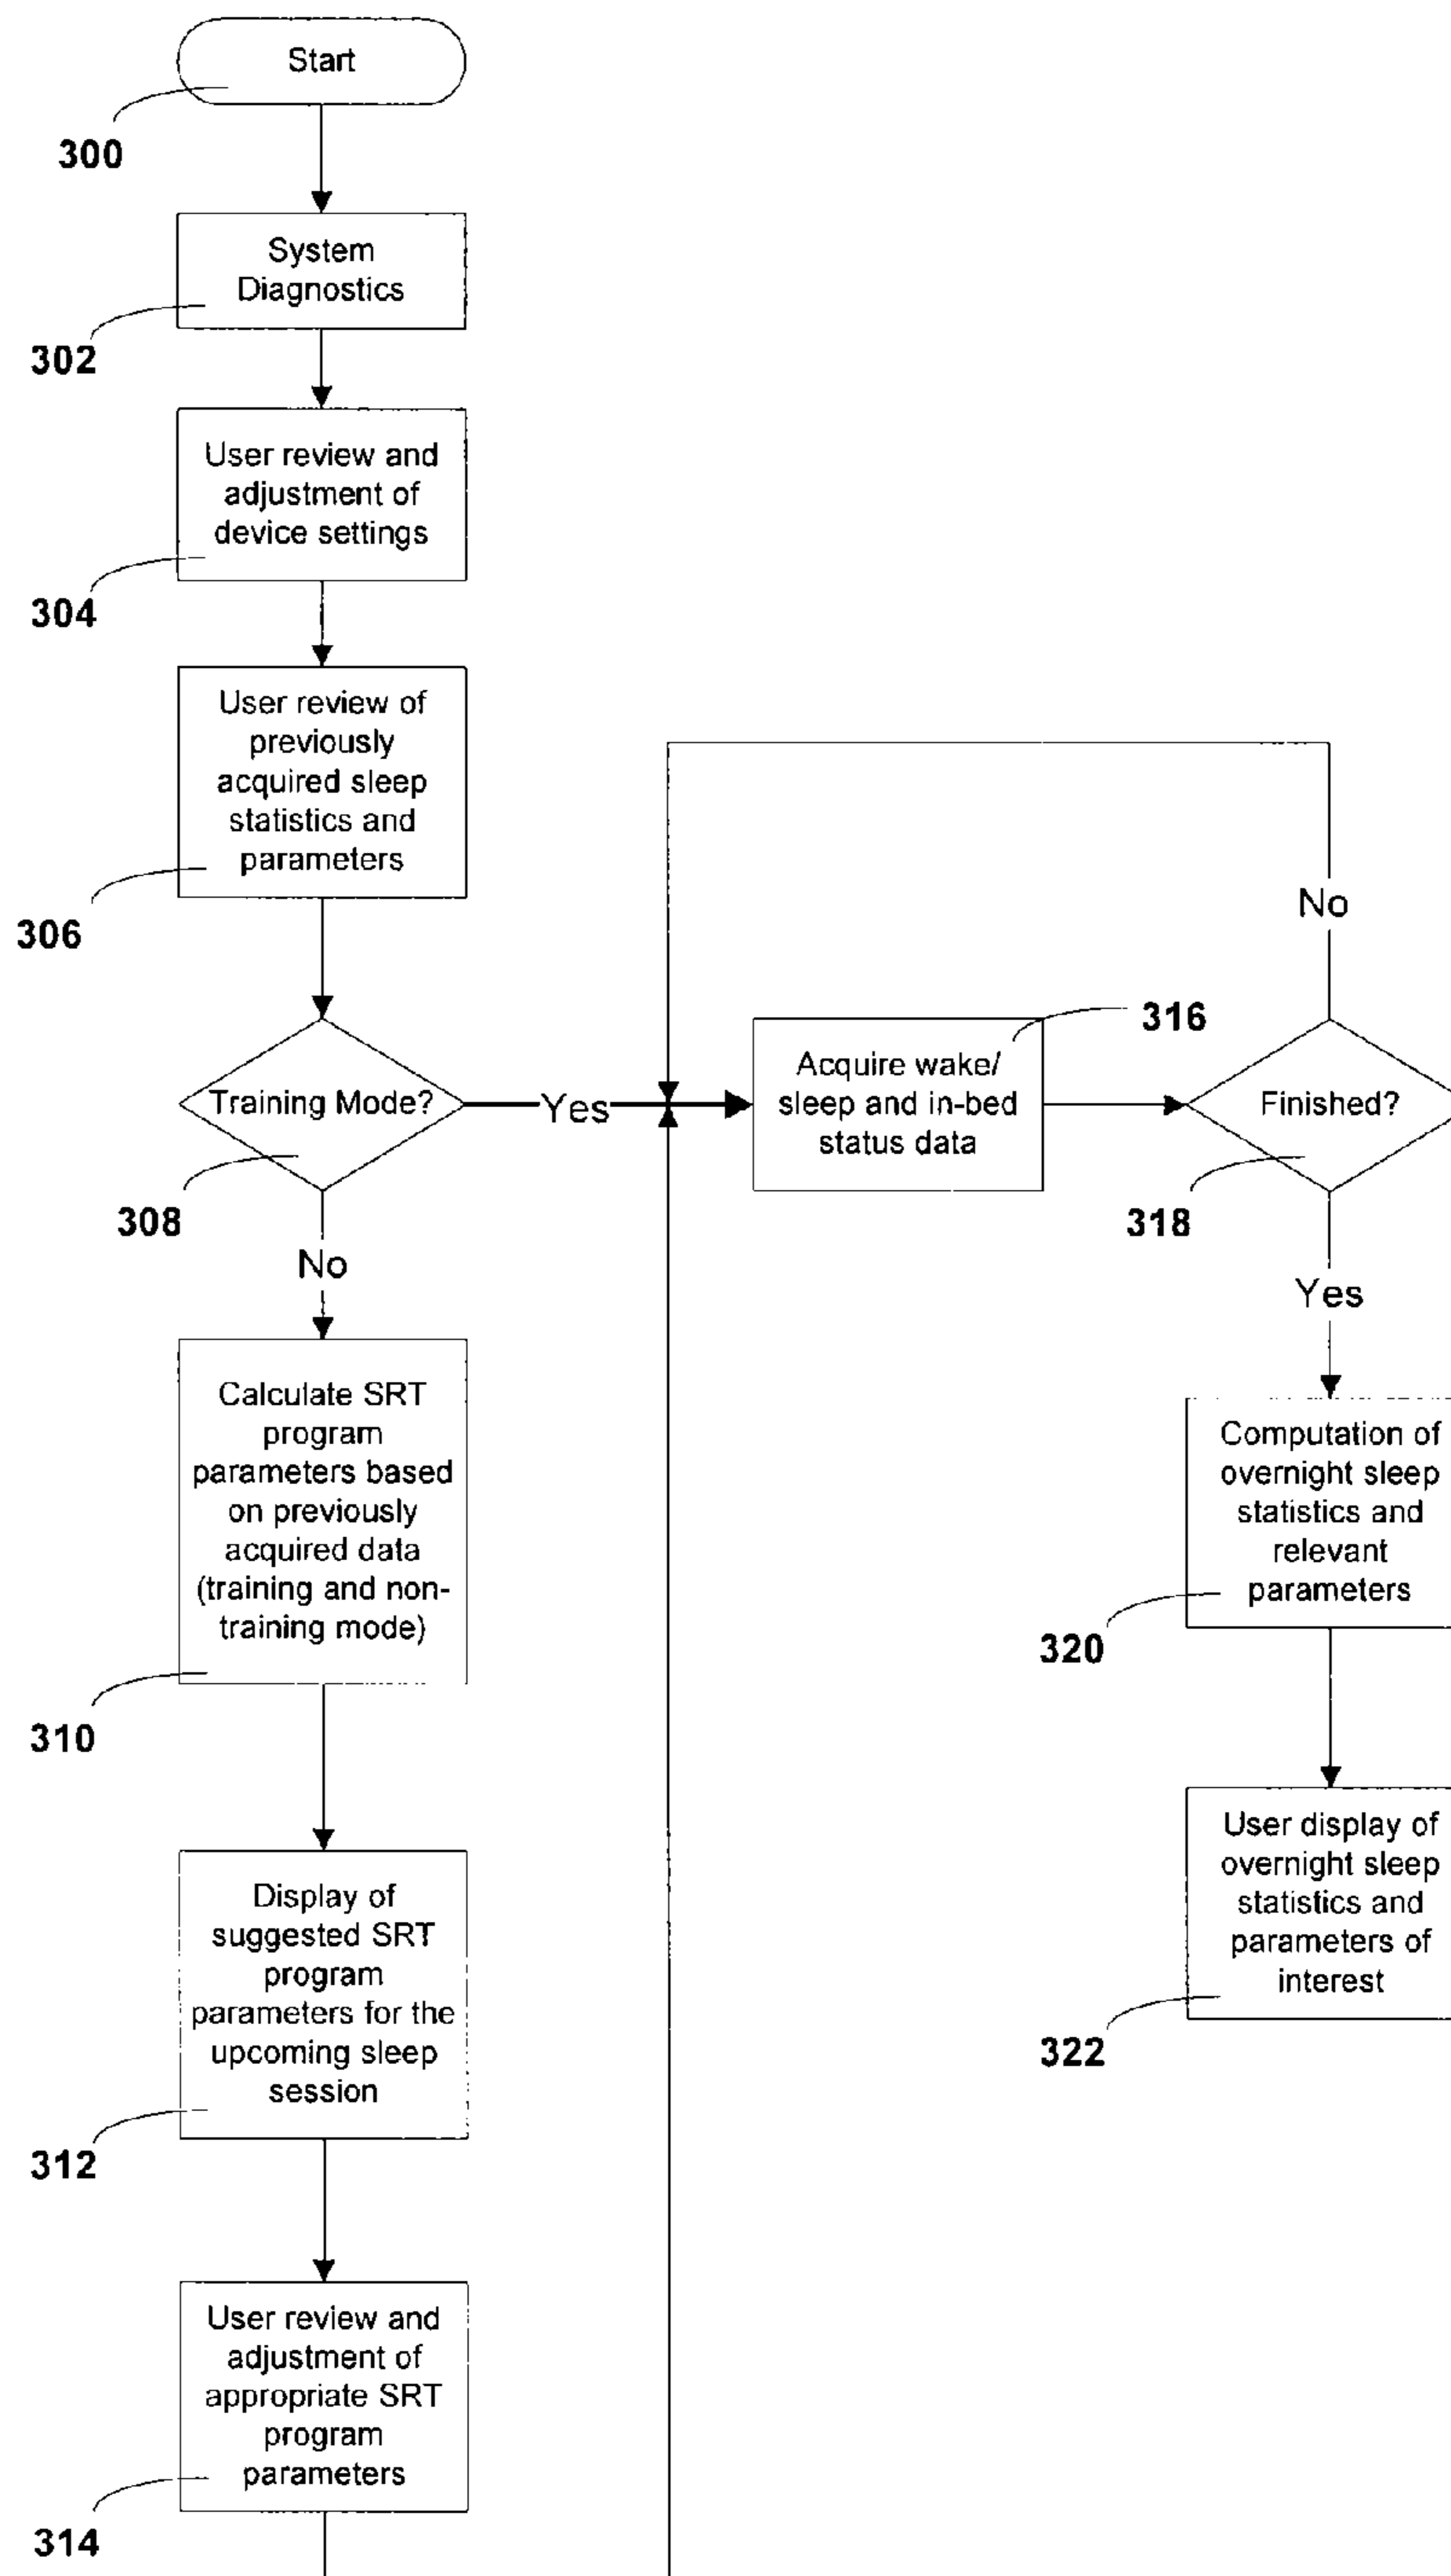 Start
300
System
Diagnostics
302
User review and
adjustment of
device settings
304
User review of
previously
acquired sleep
statistics and
parameters
306
Training Mode?
308
Yes
No
Calculate SRT
program
parameters based
on previously
acquired data
(training and non-
training mode)
310
Display of
suggested SRT
program
parameters for the
upcoming sleep
session
312
User review and
adjustment of
appropriate SRT
program
parameters
314
Acquire wake/
sleep and in-bed
status data
316
Finished?
318
No
Yes
Computation of
overnight sleep
statistics and
relevant
parameters
320
User display of
overnight sleep
statistics and
parameters of
interest
322